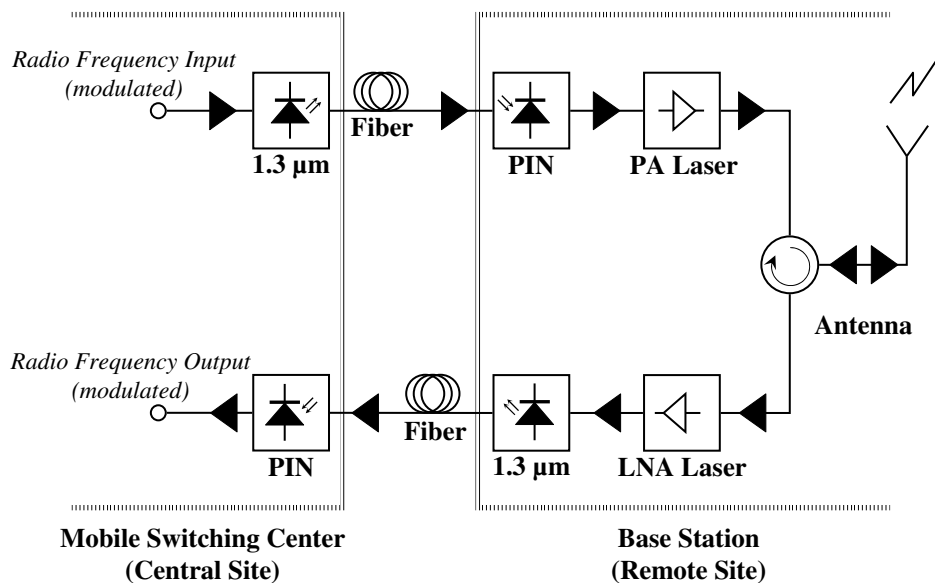 Radio Frequency Input
(modulated)
Fiber
1.3 µm
PIN
PA Laser
Antenna
Radio Frequency Output
(modulated)
Fiber
PIN
1.3 µm
LNA Laser
Mobile Switching Center
(Central Site)
Base Station
(Remote Site)